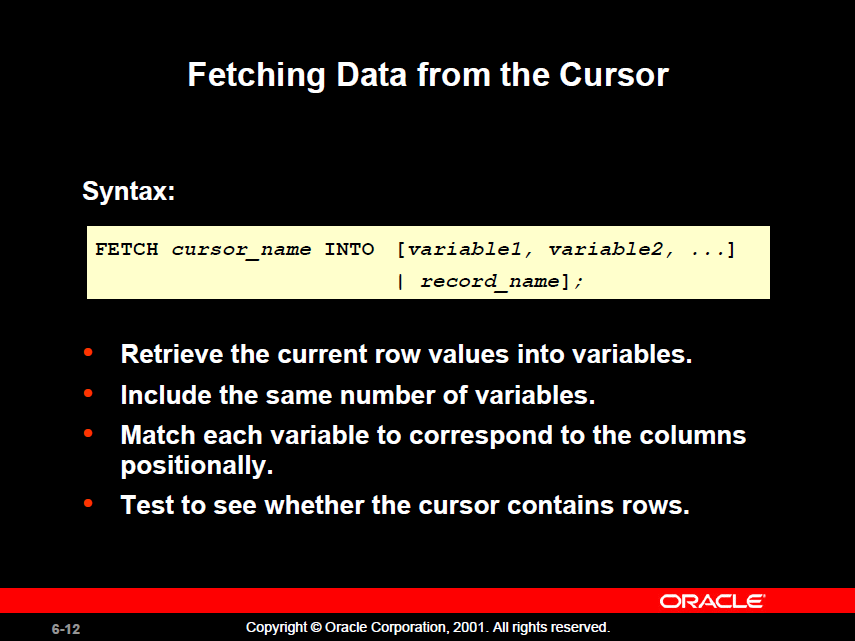 Fetching Data from the Cursor
Syntax:
FETCH cursor_name INTO [variable1, variable2, ...]
| record_name];
• Retrieve the current row values into variables.
• Include the same number of variables.
• Match each variable to correspond to the columns
positionally.
• Test to see whether the cursor contains rows.
ORACLE®
6-12
Copyright © Oracle Corporation, 2001. All rights reserved.